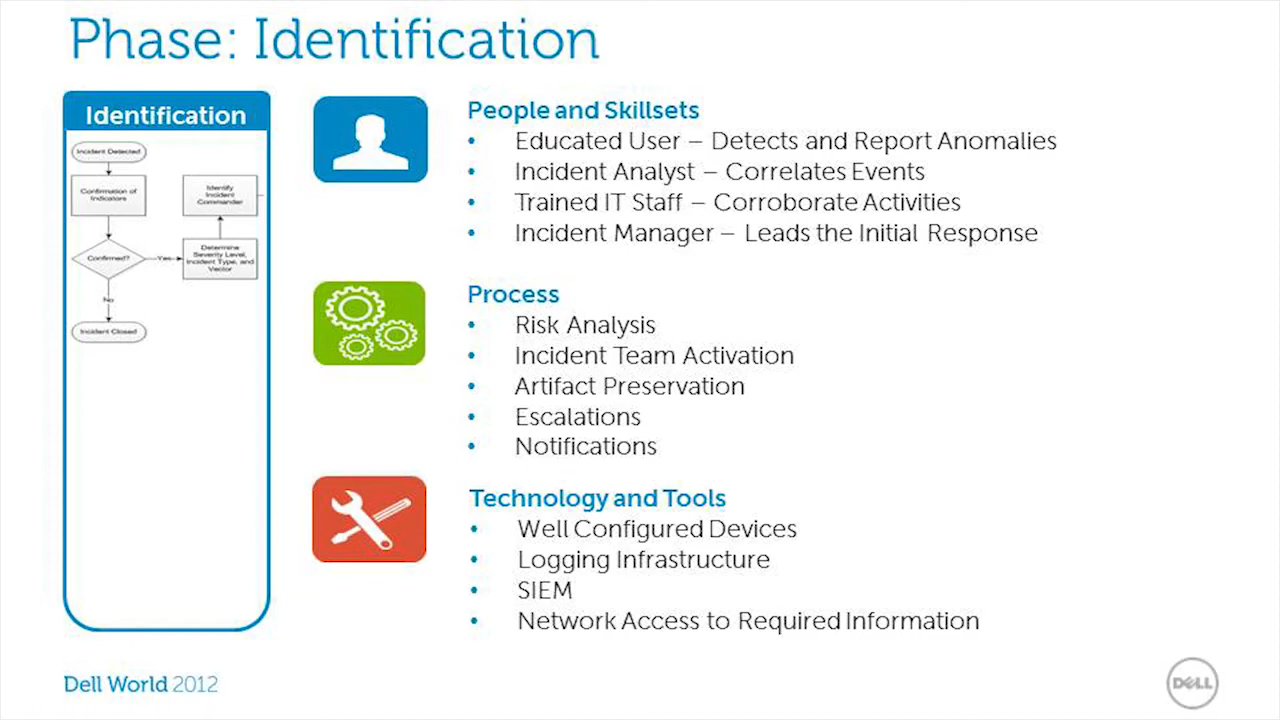 Phase: Identification
Identification
Incident Detected
Confirmation of
Indicators
Confirmed?
Yes
No
Incident Closed
Identify
Incident
Commander
Determine
Severity Level,
Incident Type, and
Vector
People and Skillsets
• Educated User – Detects and Report Anomalies
• Incident Analyst – Correlates Events
• Trained IT Staff – Corroborate Activities
• Incident Manager – Leads the Initial Response
Process
• Risk Analysis
• Incident Team Activation
• Artifact Preservation
• Escalations
• Notifications
Technology and Tools
• Well Configured Devices
• Logging Infrastructure
• SIEM
• Network Access to Required Information
Dell World 2012
DELL